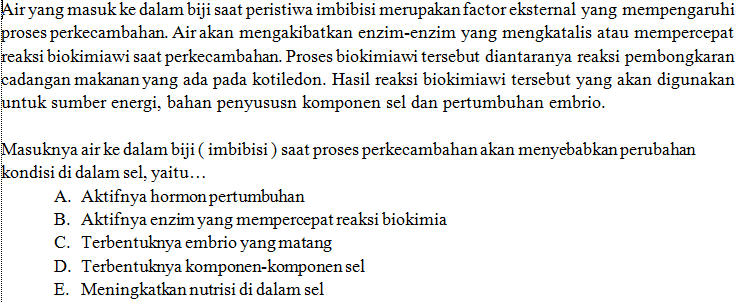 Air yang masuk ke dalam biji saat peristiwa imbibisi merupakan factor eksternal yang mempengaruhi
proses perkecambahan. Air akan mengakibatkan enzim-enzim yang mengkatalis atau mempercepat
reaksi biokimiawi saat perkecambahan. Proses biokimiawi tersebut diantaranya reaksi pembongkaran
cadangan makanan yang ada pada kotiledon. Hasil reaksi biokimiawi tersebut yang akan digunakan
untuk sumber energi, bahan penyususn komponen sel dan pertumbuhan embrio.
Masuknya air ke dalam biji ( imbibisi ) saat proses perkecambahan akan menyebabkan perubahan
kondisi di dalam sel, yaitu...
A. Aktifnya hormon pertumbuhan
B. Aktifnya enzim yang mempercepat reaksi biokimia
C. Terbentuknya embrio yang matang
D. Terbentuknya komponen-komponen sel
E. Meningkatkan nutrisi di dalam sel